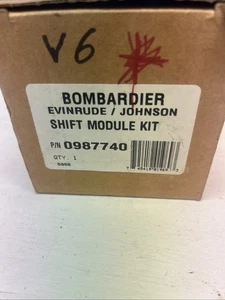 V6
BOMBARDIER
EVINRUDE / JOHNSON
SHIFT MODULE KIT
P/N 0987740
QTY. 1